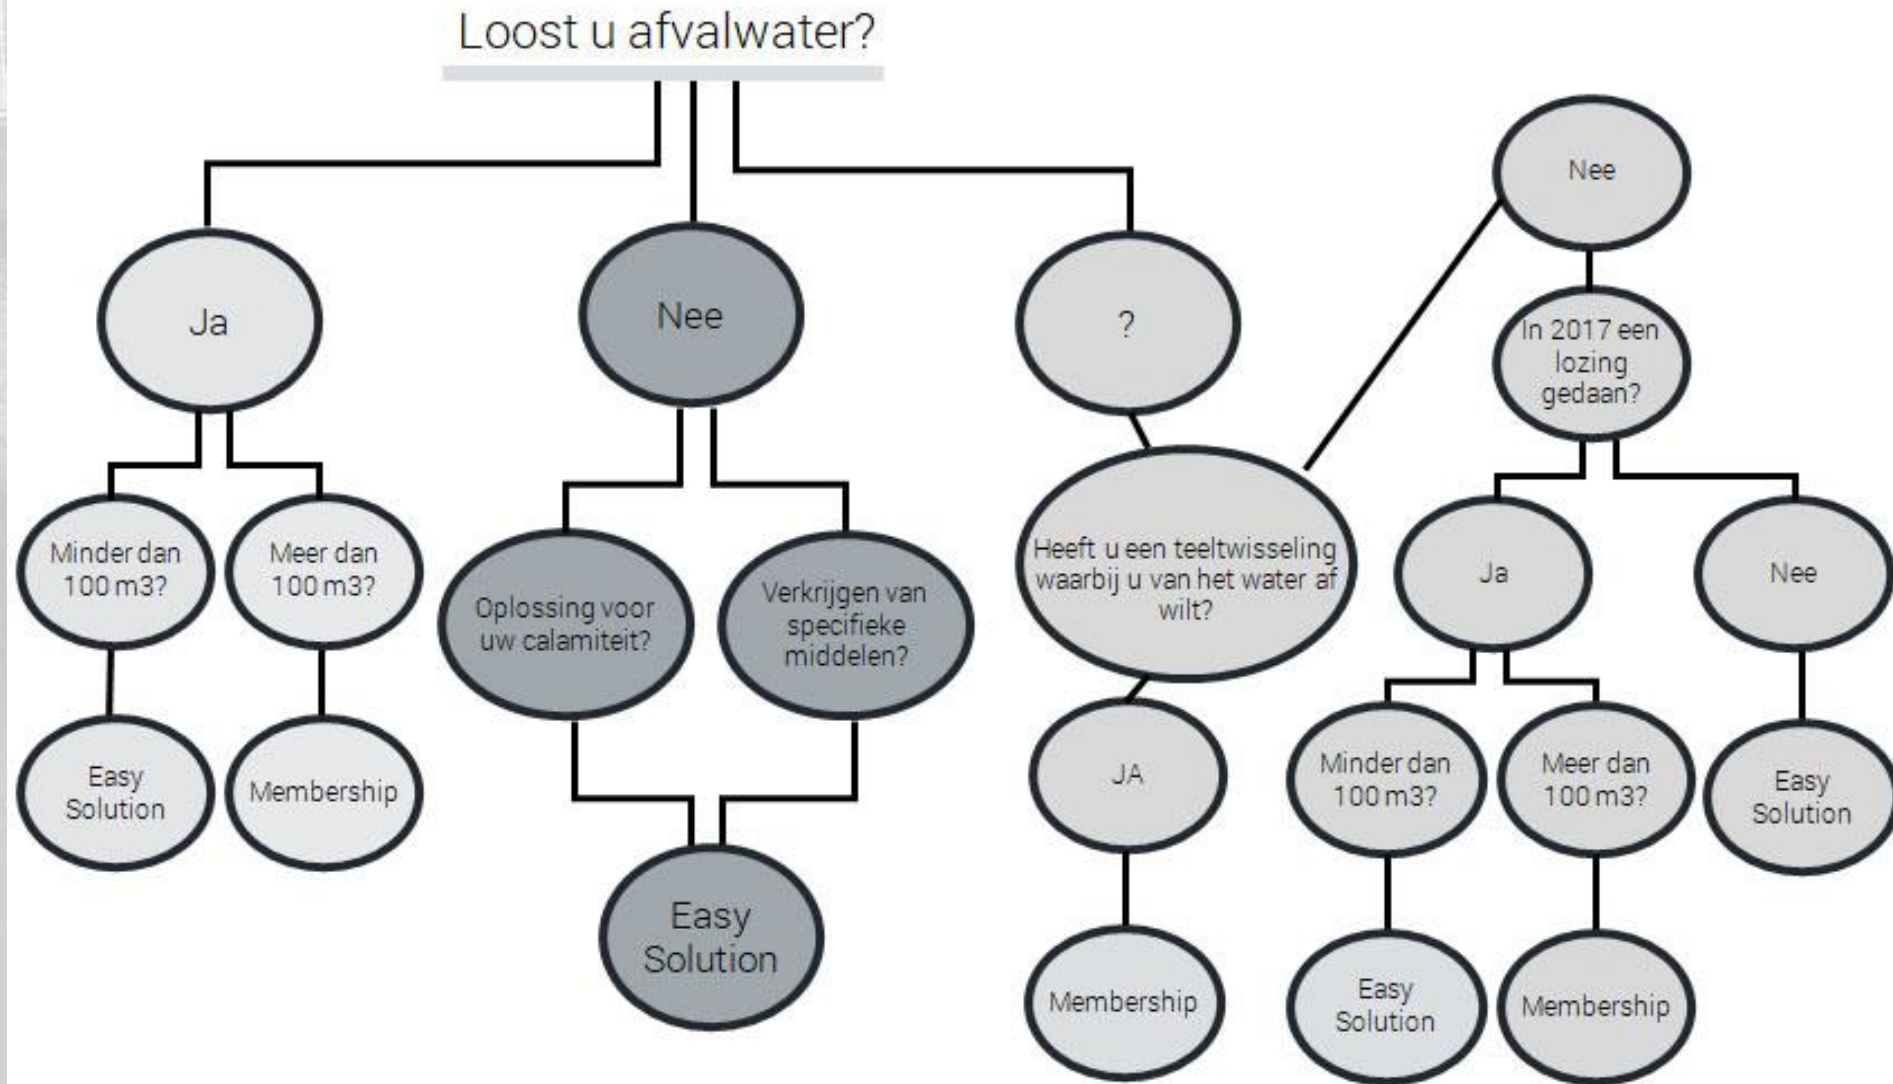 Loost u afvalwater?
Ja
Nee
?
Nee
In 2017 een
lozing
gedaan?
Minder dan
100 m3?
Meer dan
100 m3?
Oplossing voor
uw calamiteit?
Verkrijgen van
specifieke
middelen?
Heeft u een teeltwisseling
waarbij u van het water af
wilt?
Ja
Nee
Easy
Solution
Membership
JA
Minder dan
100 m3?
Meer dan
100 m3?
Easy
Solution
Easy
Solution
Membership
Easy
Solution
Membership